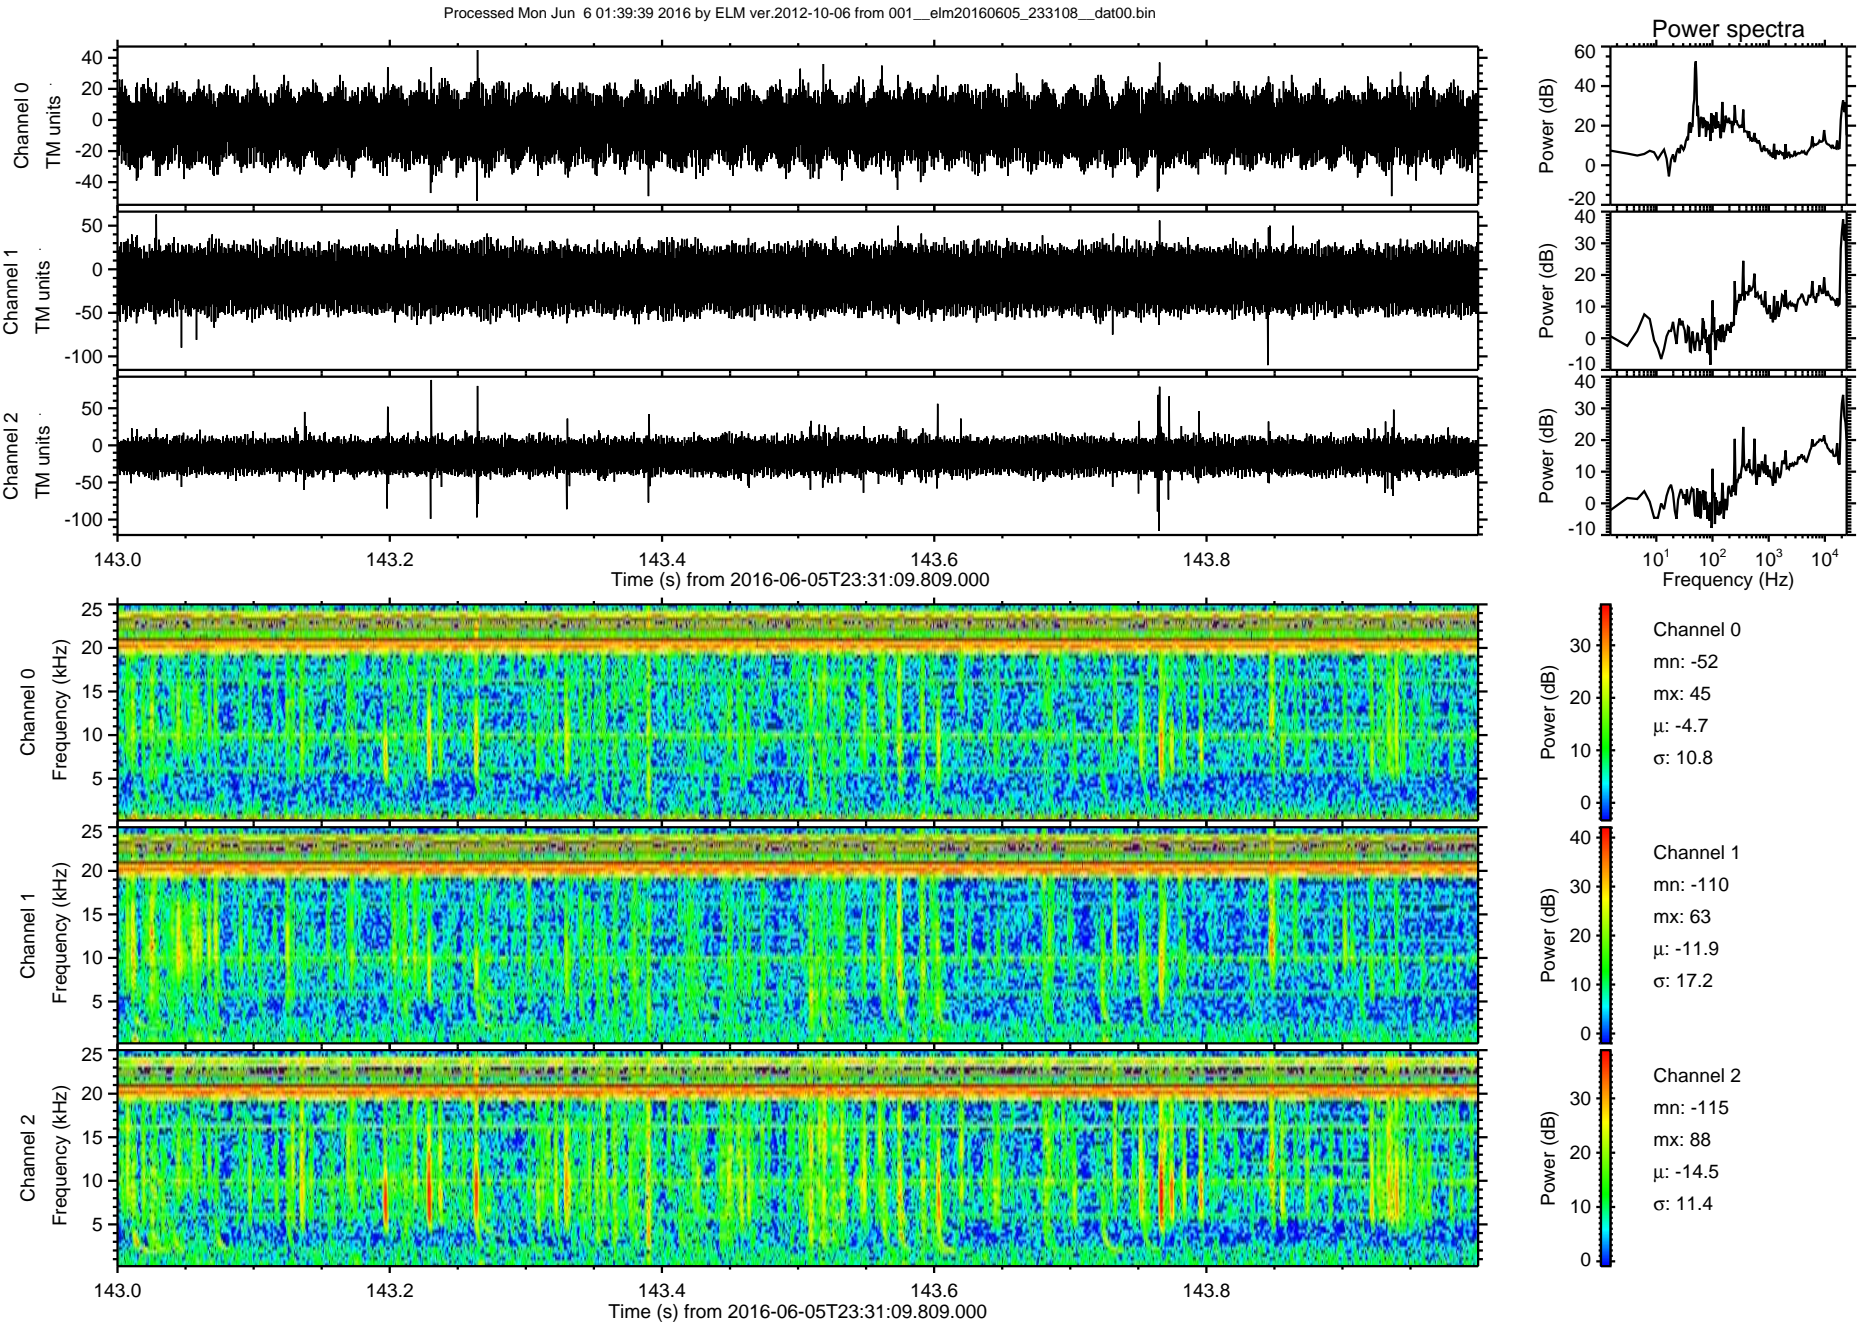 Processed Mon Jun  6 01:39:39 2016 by ELM ver.2012-10-06 from 001__elm20160605_233108__dat00.bin
Power spectra
Channel 0
TM units
40
20
0
-20
-40
Power (dB)
60
40
20
0
-20
Channel 1
TM units
50
0
-50
-100
Power (dB)
40
30
20
10
0
-10
Channel 2
TM units
50
0
-50
-100
Power (dB)
40
30
20
10
0
-10
143.0 143.2 143.4 143.6 143.8
Time (s) from 2016-06-05T23:31:09.809.000
10^1 10^2 10^3 10^4
Frequency (Hz)
Channel 0
Frequency (kHz)
25
20
15
10
5
Power (dB)
30
20
10
0
Channel 0
mn: -52
mx: 45
μ: -4.7
σ: 10.8
Channel 1
Frequency (kHz)
25
20
15
10
5
Power (dB)
40
30
20
10
0
Channel 1
mn: -110
mx: 63
μ: -11.9
σ: 17.2
Channel 2
Frequency (kHz)
25
20
15
10
5
Power (dB)
30
20
10
0
Channel 2
mn: -115
mx: 88
μ: -14.5
σ: 11.4
143.0 143.2 143.4 143.6 143.8
Time (s) from 2016-06-05T23:31:09.809.000